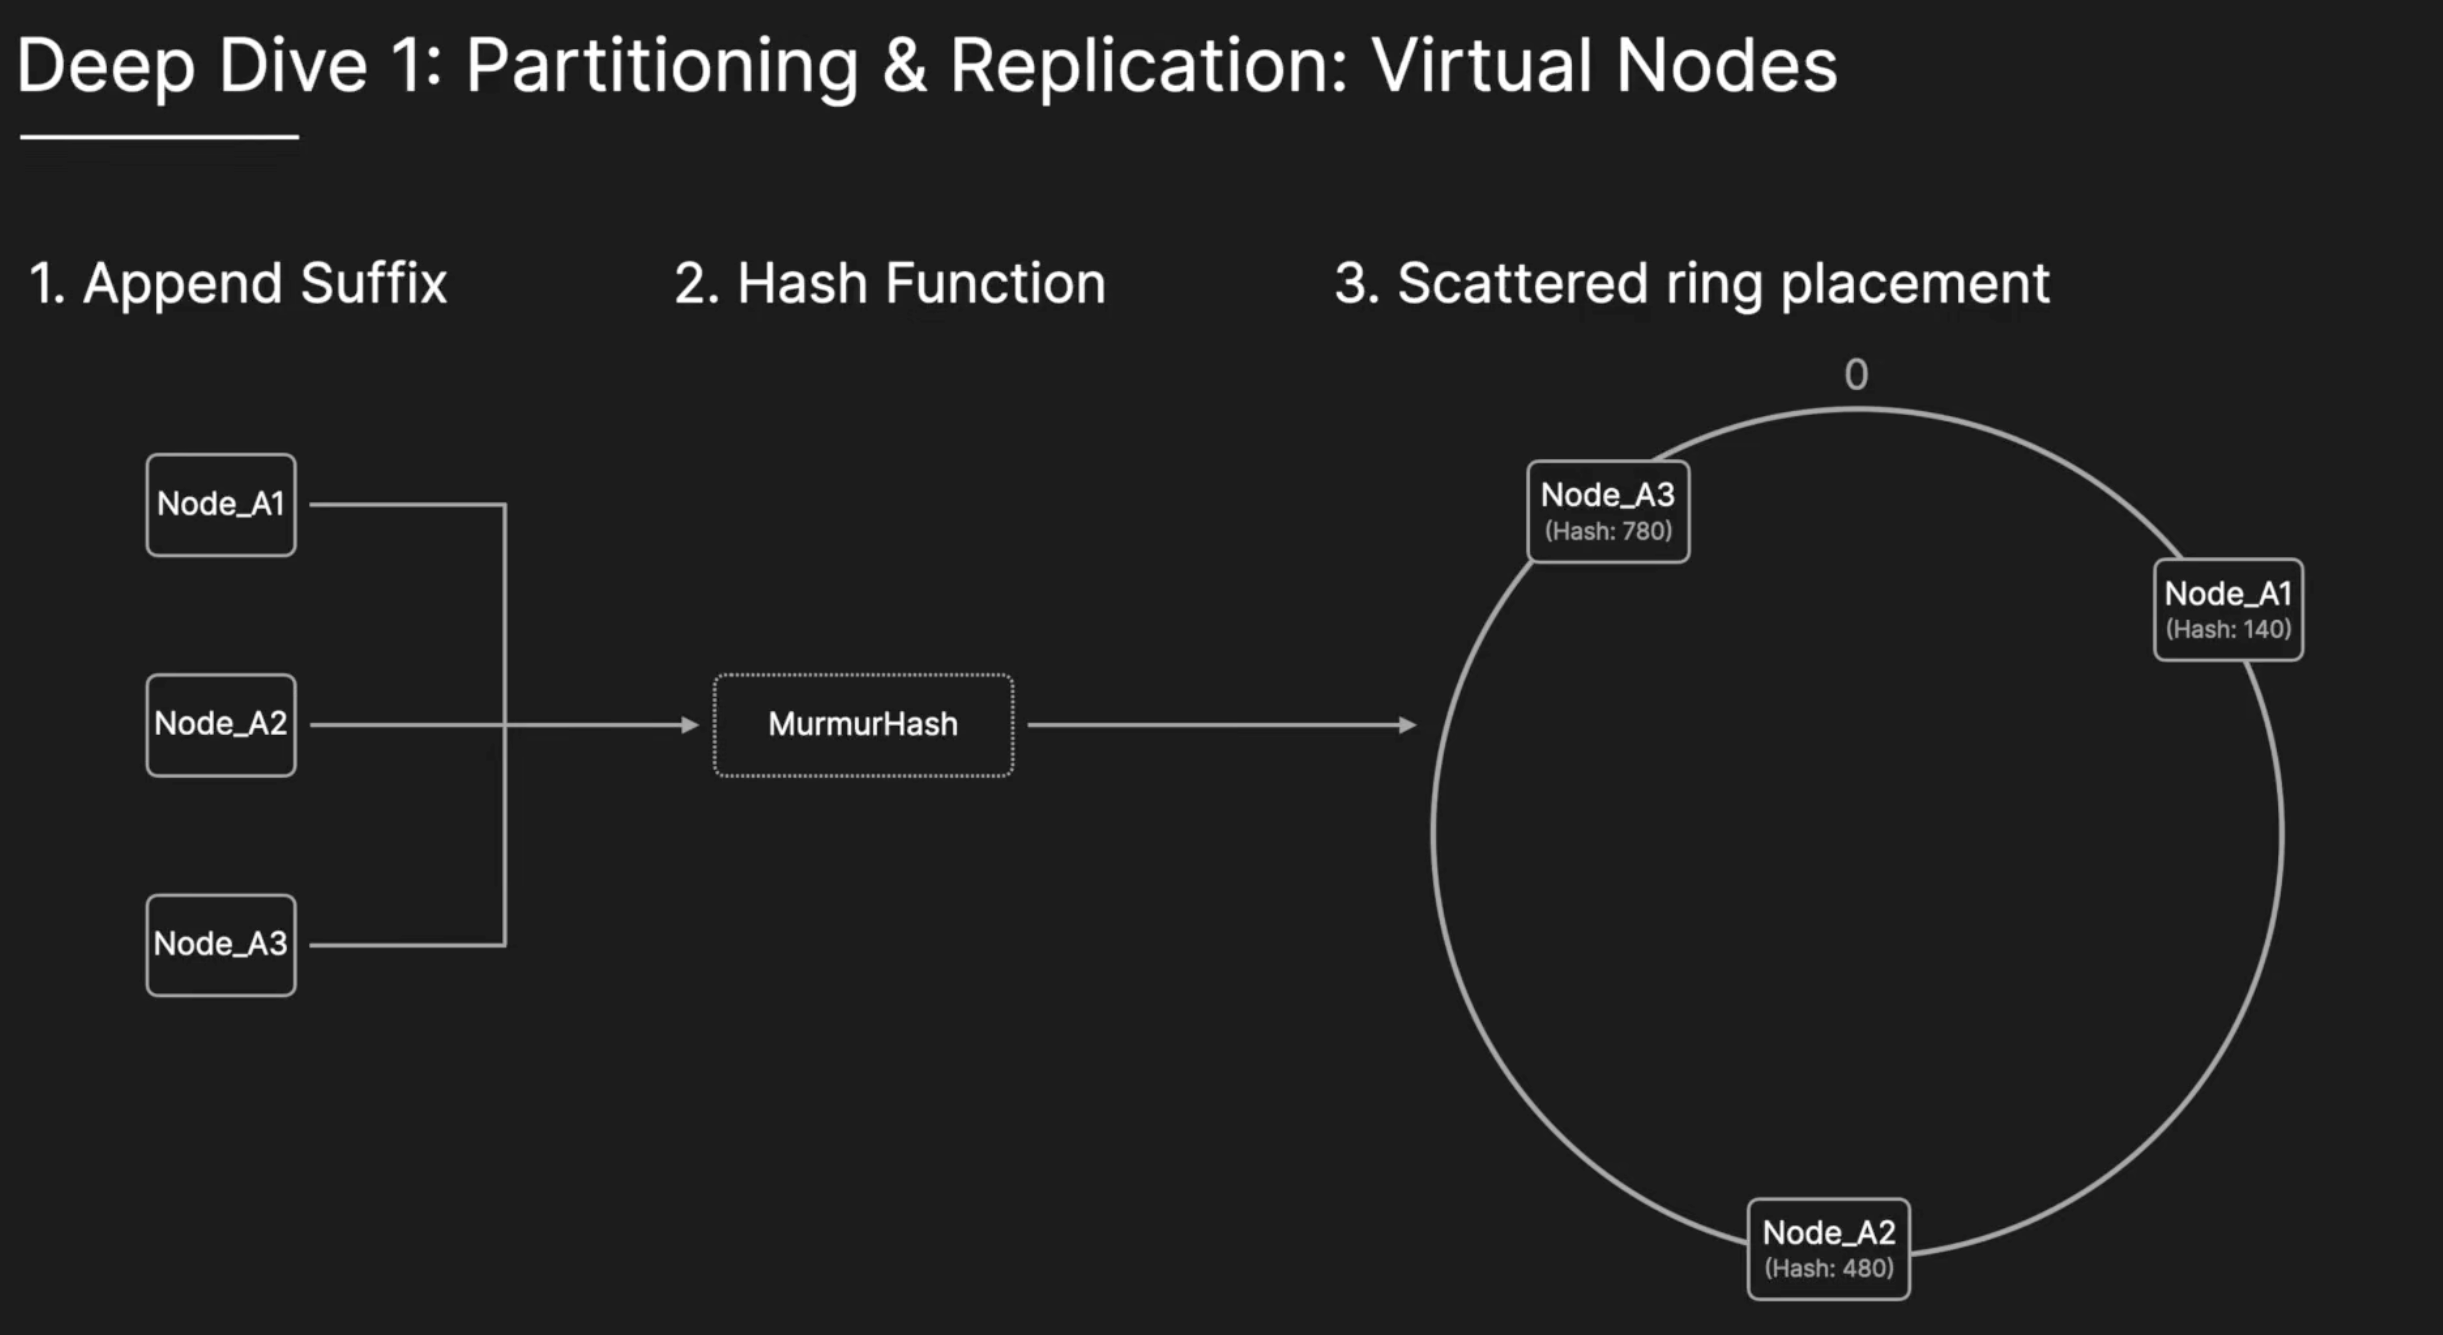 Deep Dive 1: Partitioning & Replication: Virtual Nodes
1. Append Suffix
2. Hash Function
3. Scattered ring placement
Node_A1
Node_A2
Node_A3
MurmurHash
0
Node_A3
(Hash: 780)
Node_A1
(Hash: 140)
Node_A2
(Hash: 480)